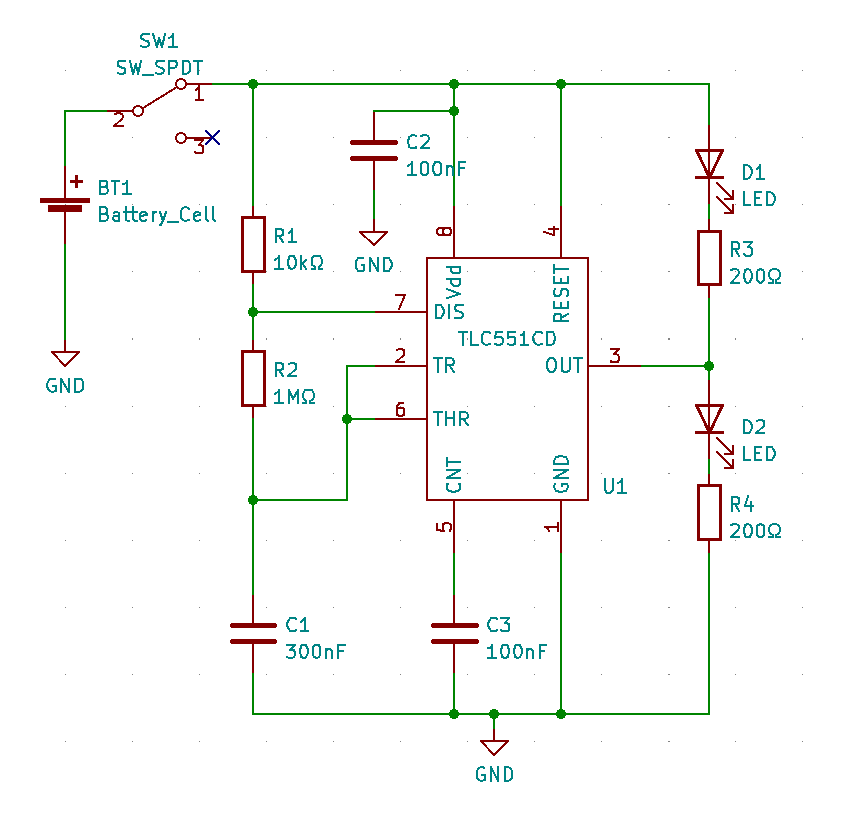 SW1
SW_SPDT
1
2
3
+
BT1
Battery_Cell
GND
C2
100nF
GND
R1
10kΩ
R2
1MΩ
8
4
7
2
6
3
5
1
Vdd
RESET
DIS
TLC551CD
TR
OUT
THR
CNT
GND
U1
D1
LED
R3
200Ω
D2
LED
R4
200Ω
C1
300nF
C3
100nF
GND